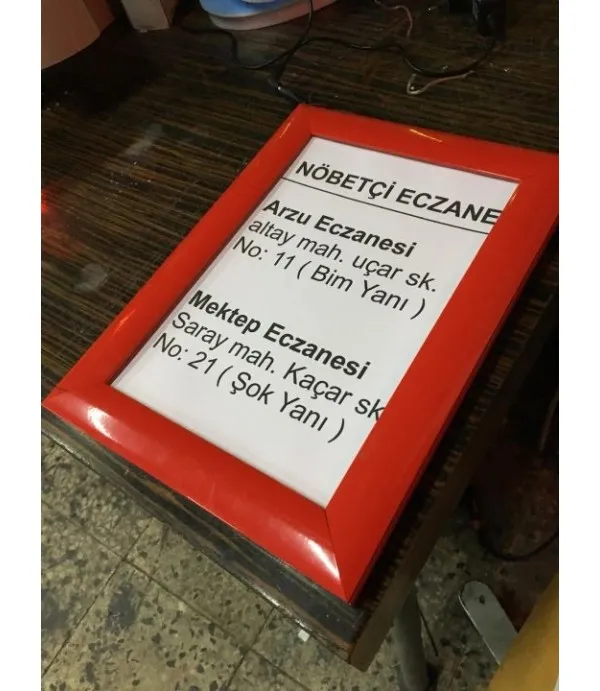 NÖBETÇİ ECZANE
Arzu Eczanesi
altay mah. uçar sk.
No: 11 ( Bim Yanı )
Mektep Eczanesi
Saray mah. Kaçar sk
No: 21 ( Şok Yanı )